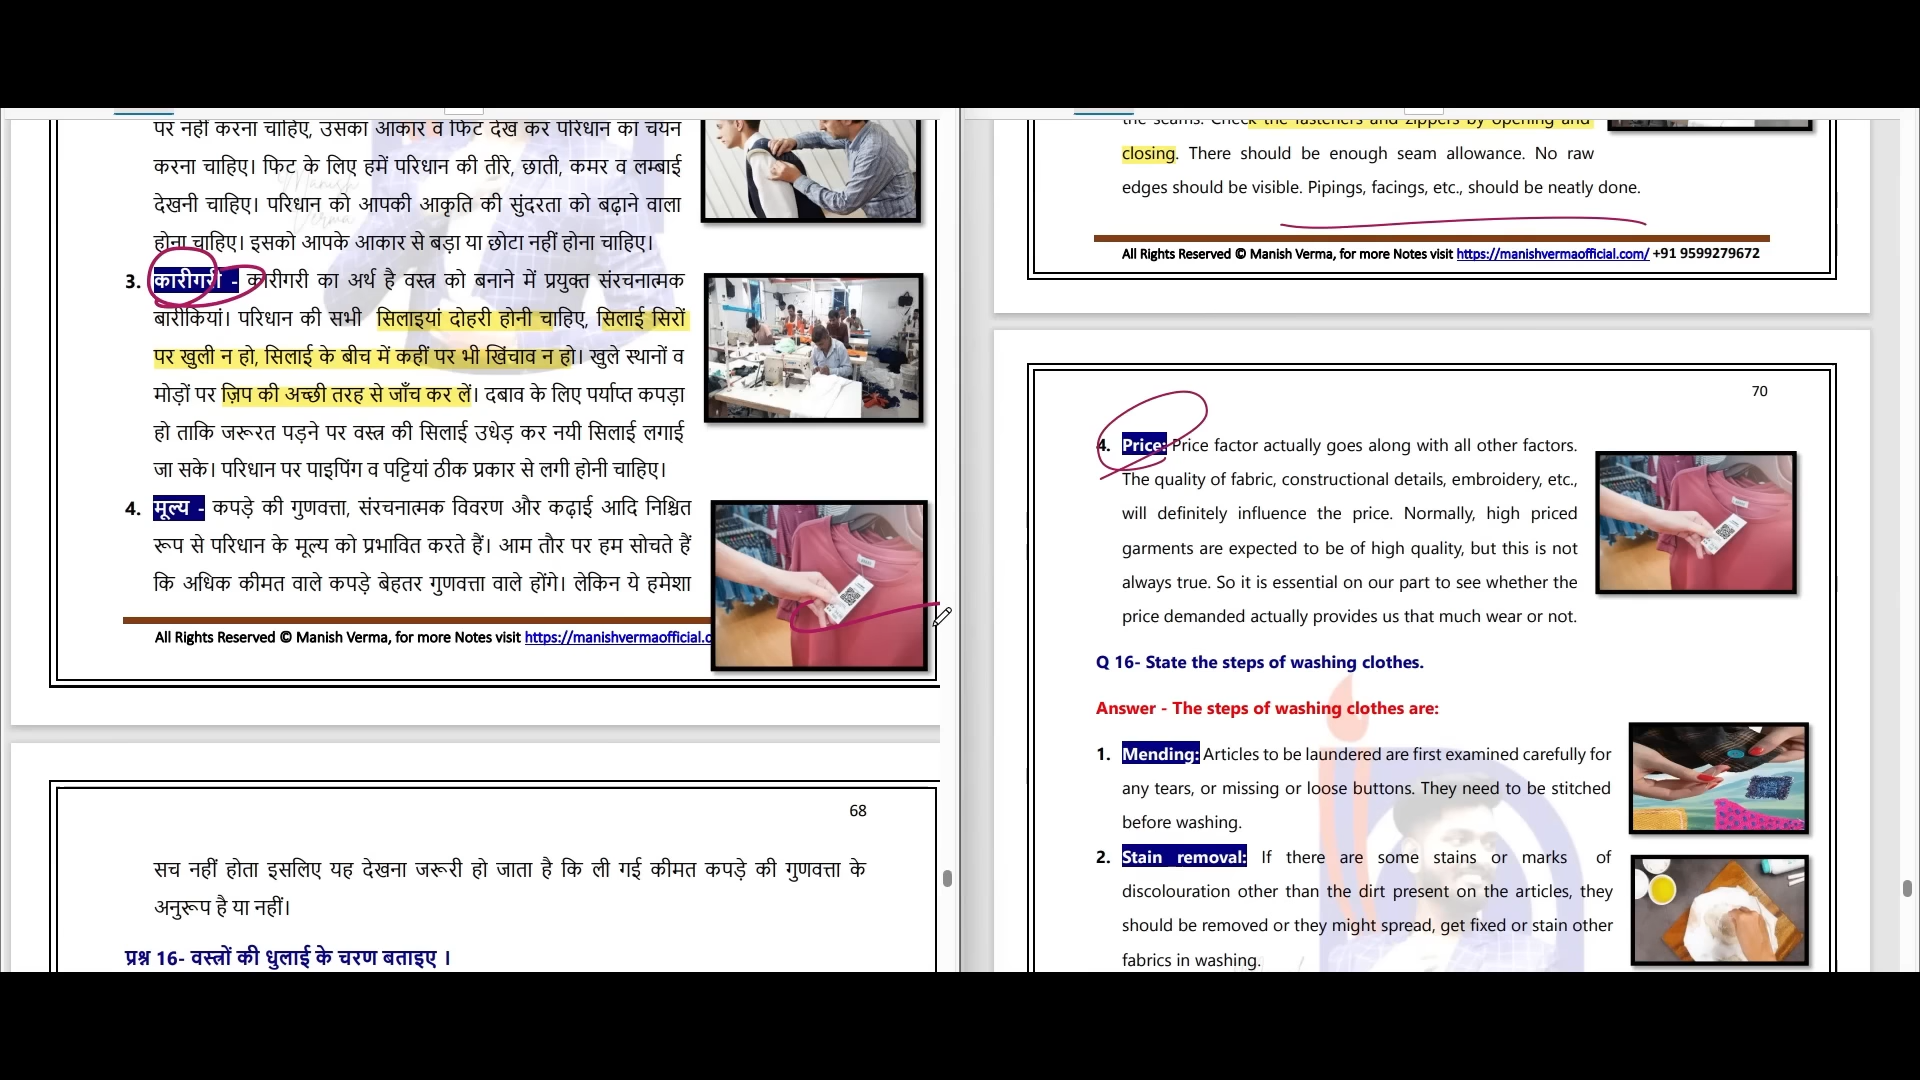 पर नहीं करना चाहिए, उसका आकार व फिट देख कर परिधान का चयन
करना चाहिए। फिट के लिए हमें परिधान की तीरे, छाती, कमर व लम्बाई
देखनी चाहिए। परिधान को आपकी आकृति की सुंदरता को बढ़ाने वाला
होना चाहिए। इसको आपके आकार से बड़ा या छोटा नहीं होना चाहिए।
3. कारीगरी - कारीगरी का अर्थ है वस्त्र को बनाने में प्रयुक्त संरचनात्मक
बारीकियां। परिधान की सभी सिलाइयां दोहरी होनी चाहिए, सिलाई सिरों
पर खुली न हो, सिलाई के बीच में कहीं पर भी खिंचाव न हो। खुले स्थानों व
मोड़ों पर ज़िप की अच्छी तरह से जाँच कर लें। दबाव के लिए पर्याप्त कपड़ा
हो ताकि जरूरत पड़ने पर वस्त्र की सिलाई उधेड़ कर नयी सिलाई लगाई
जा सके। परिधान पर पाइपिंग व पट्टियां ठीक प्रकार से लगी होनी चाहिए।
4. मूल्य - कपड़े की गुणवत्ता, संरचनात्मक विवरण और कढ़ाई आदि निश्चित
रूप से परिधान के मूल्य को प्रभावित करते हैं। आम तौर पर हम सोचते हैं
कि अधिक कीमत वाले कपड़े बेहतर गुणवत्ता वाले होंगे। लेकिन ये हमेशा
All Rights Reserved © Manish Verma, for more Notes visit https://manishvermaofficial.
68
सच नहीं होता इसलिए यह देखना जरूरी हो जाता है कि ली गई कीमत कपड़े की गुणवत्ता के
अनुरूप है या नहीं।
प्रश्न 16- वस्त्रों की धुलाई के चरण बताइए ।
the seams. Check the fasteners and zippers by opening and
closing. There should be enough seam allowance. No raw
edges should be visible. Pipings, facings, etc., should be neatly done.
All Rights Reserved © Manish Verma, for more Notes visit https://manishvermaofficial.com/ +91 9599279672
70
4. Price: Price factor actually goes along with all other factors.
The quality of fabric, constructional details, embroidery, etc.,
will definitely influence the price. Normally, high priced
garments are expected to be of high quality, but this is not
always true. So it is essential on our part to see whether the
price demanded actually provides us that much wear or not.
Q 16- State the steps of washing clothes.
Answer - The steps of washing clothes are:
1. Mending: Articles to be laundered are first examined carefully for
any tears, or missing or loose buttons. They need to be stitched
before washing.
2. Stain removal: If there are some stains or marks of
discolouration other than the dirt present on the articles, they
should be removed or they might spread, get fixed or stain other
fabrics in washing.